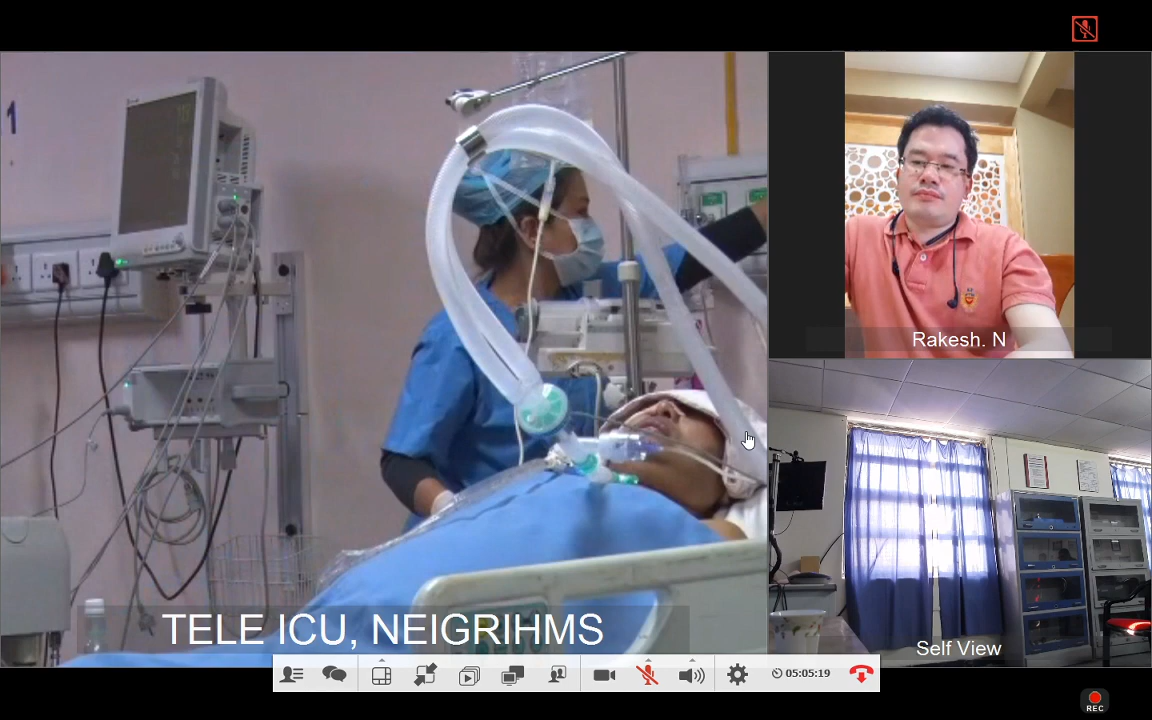 1
Rakesh. N
TELE ICU, NEIGRIHMS
Self View
05:05:19
REC